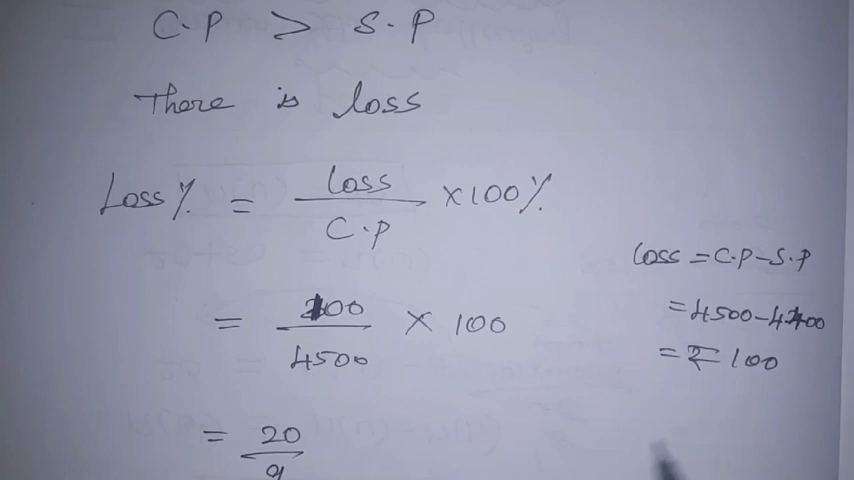 C.P > S.P
There is loss
Loss% = loss/C.P ×100%
loss = C.P-S.P
= 100/4500 × 100
= 4500-4400
= ₹ 100
= 20/9